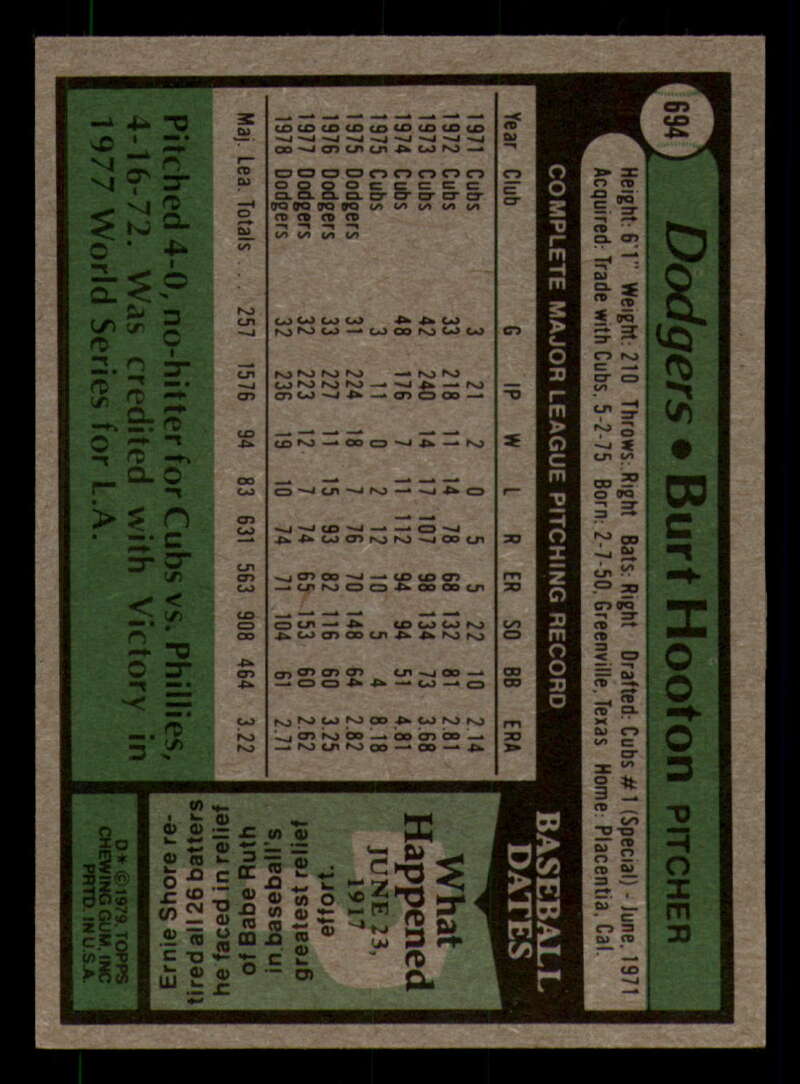 694
Dodgers • Burt Hooton PITCHER
Height: 6'1" Weight: 210 Throws: Right Bats: Right Drafted: Cubs #1 (Special) - June, 1971
Acquired: Trade with Cubs, 5-2-75 Born: 2-7-50, Greenville, Texas Home: Placentia, Cal.
COMPLETE MAJOR LEAGUE PITCHING RECORD
Year Club G IP W L R ER SO BB ERA
1971 Cubs 3 21 2 0 5 5 22 10 2.14
1972 Cubs 33 218 11 14 78 68 132 81 2.81
1973 Cubs 42 240 14 17 107 98 134 73 3.68
1974 Cubs 48 176 7 11 112 94 94 51 4.81
1975 Cubs 3 11 0 2 12 10 5 4 8.18
1975 Dodgers 31 224 18 7 76 70 148 64 2.82
1976 Dodgers 33 227 11 15 93 82 116 60 3.25
1977 Dodgers 32 223 12 7 74 65 153 60 2.62
1978 Dodgers 32 236 19 10 74 71 104 61 2.71
Maj. Lea. Totals . . . 257 1576 94 83 631 563 908 464 3.22
Pitched 4-0, no-hitter for Cubs vs. Phillies,
4-16-72. Was credited with Victory in
1977 World Series for L.A.
BASEBALL
DATES
What
Happened
JUNE 23,
1917
Ernie Shore re-
tired all 26 batters
he faced in relief
of Babe Ruth
in baseball's
greatest relief
effort.
D* © 1979 TOPPS
CHEWING GUM, INC.
PRTD. IN U.S.A.